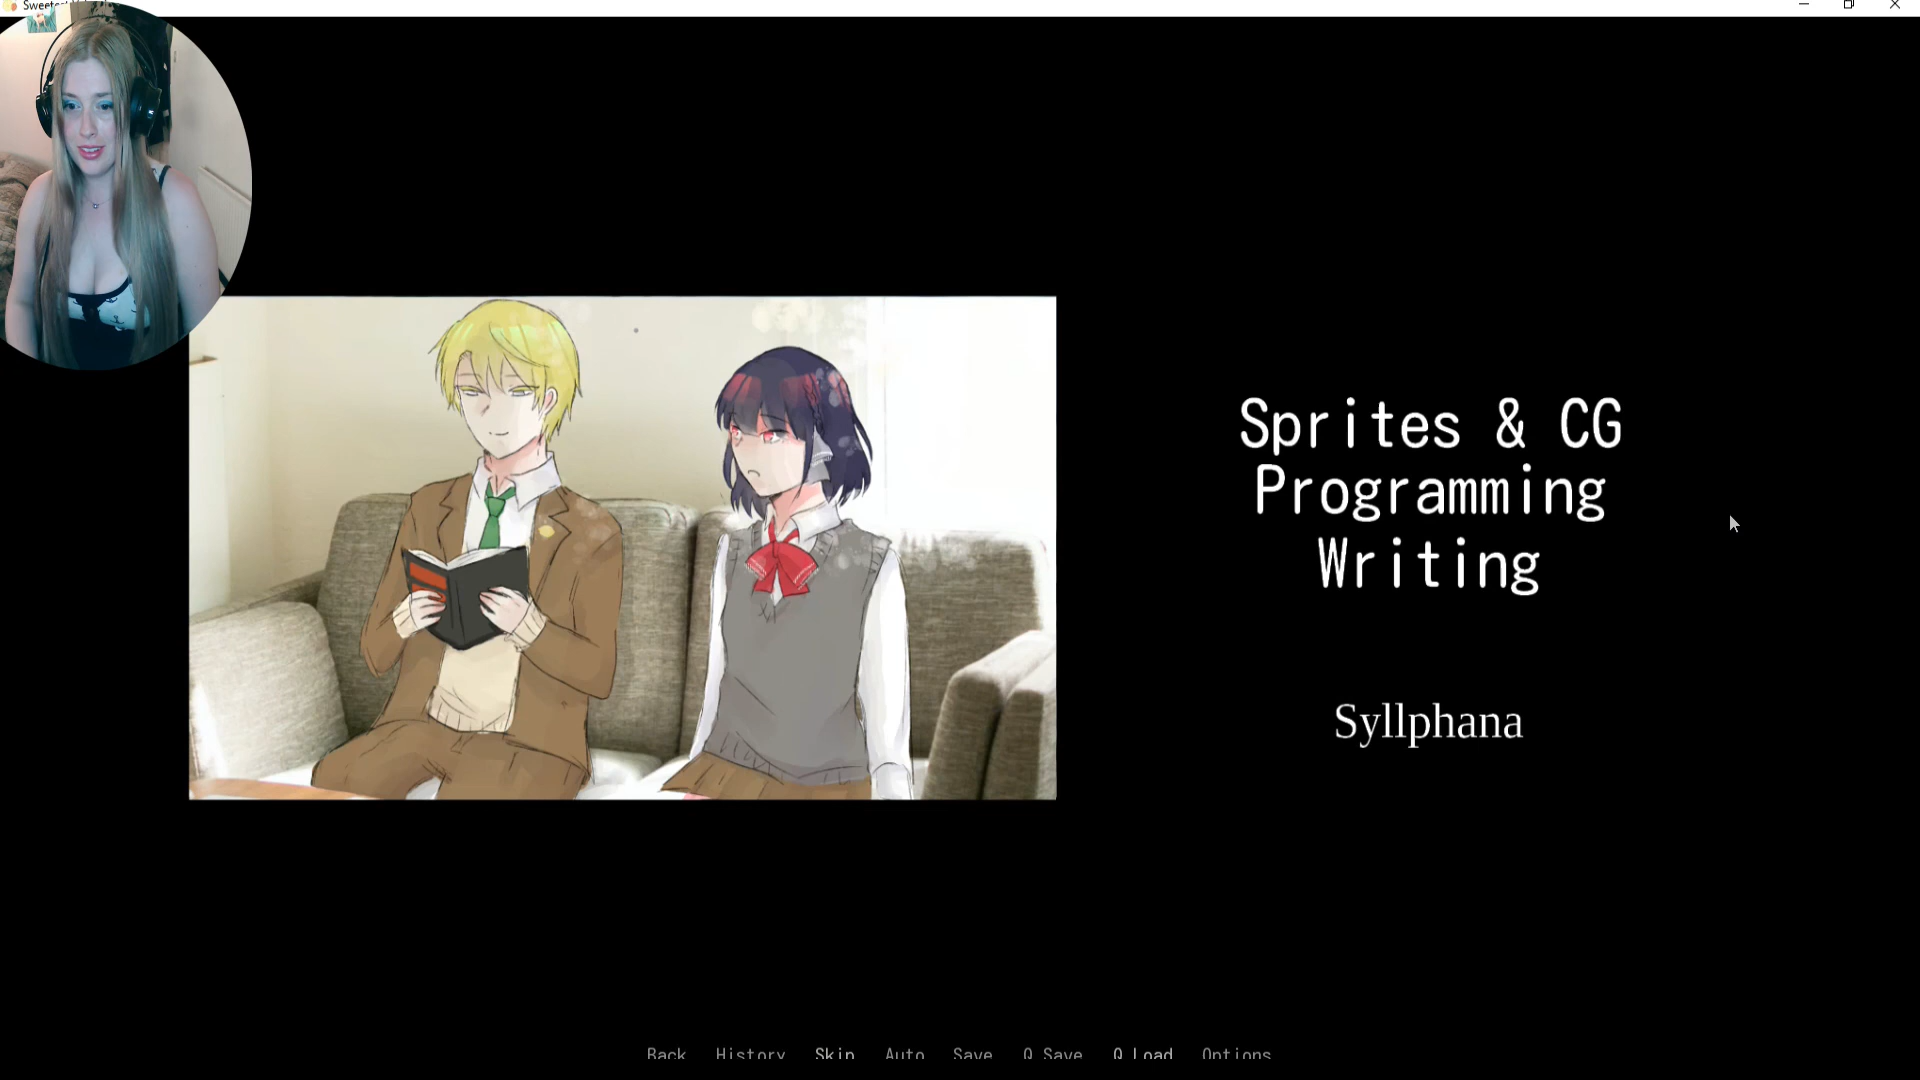 Sprites & CG
Programming
Writing
Syllphana
Back History Skip Auto Save Q.Save Q.Load Options